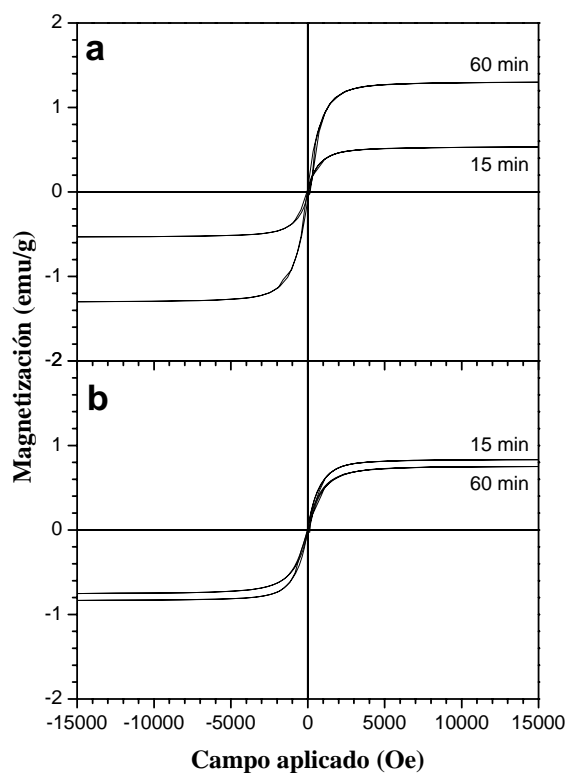 2
a
60 min
1
15 min
0
-1
-2
Magnetización (emu/g)
b
15 min
1
60 min
0
-1
-2
-15000 -10000 -5000 0 5000 10000 15000
Campo aplicado (Oe)